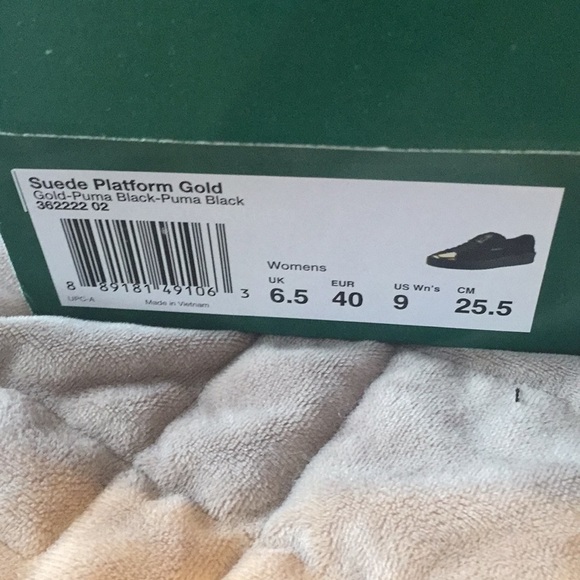 Suede Platform Gold
Gold-Puma Black-Puma Black
362222 02
8 89181 49106 3
UPC-A Made in Vietnam
Womens
UK EUR US Wn's CM
6.5 40 9 25.5